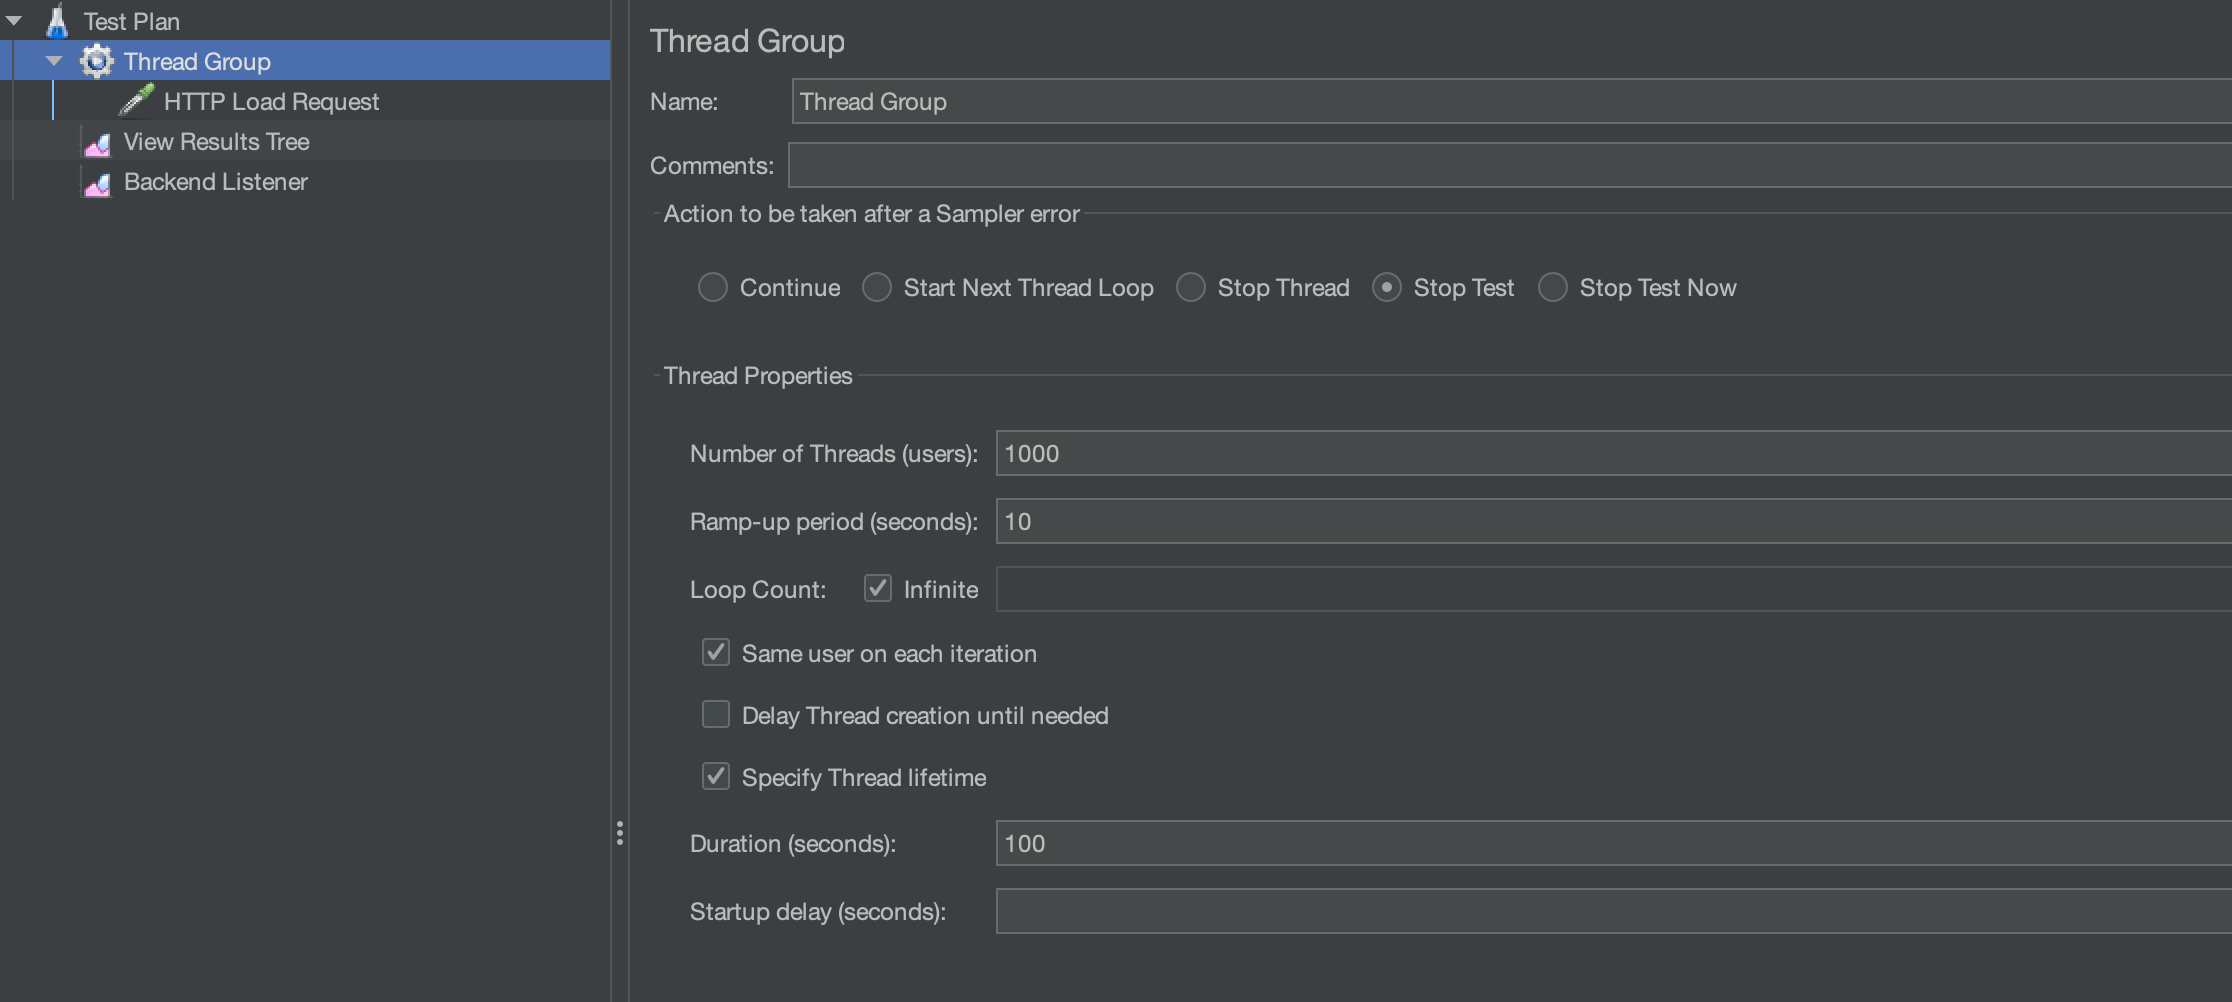 Test Plan
Thread Group
HTTP Load Request
View Results Tree
Backend Listener
Thread Group
Name: Thread Group
Comments:
Action to be taken after a Sampler error
Continue Start Next Thread Loop Stop Thread Stop Test Stop Test Now
Thread Properties
Number of Threads (users): 1000
Ramp-up period (seconds): 10
Loop Count: Infinite
Same user on each iteration
Delay Thread creation until needed
Specify Thread lifetime
Duration (seconds): 100
Startup delay (seconds):